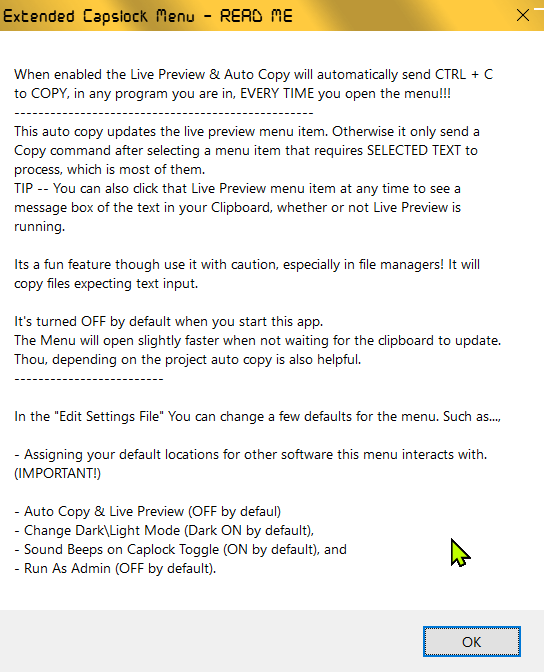 Extended Capslock Menu - READ ME
When enabled the Live Preview & Auto Copy will automatically send CTRL + C
to COPY, in any program you are in, EVERY TIME you open the menu!!!
--------------------------------------------------
This auto copy updates the live preview menu item. Otherwise it only send a
Copy command after selecting a menu item that requires SELECTED TEXT to
process, which is most of them.
TIP -- You can also click that Live Preview menu item at any time to see a
message box of the text in your Clipboard, whether or not Live Preview is
running.
Its a fun feature though use it with caution, especially in file managers! It will
copy files expecting text input.
It's turned OFF by default when you start this app.
The Menu will open slightly faster when not waiting for the clipboard to update.
Thou, depending on the project auto copy is also helpful.
-------------------------
In the "Edit Settings File" You can change a few defaults for the menu. Such as...,
- Assigning your default locations for other software this menu interacts with.
(IMPORTANT!)
- Auto Copy & Live Preview (OFF by defaul)
- Change Dark\Light Mode (Dark ON by default),
- Sound Beeps on Caplock Toggle (ON by default), and
- Run As Admin (OFF by default).
OK